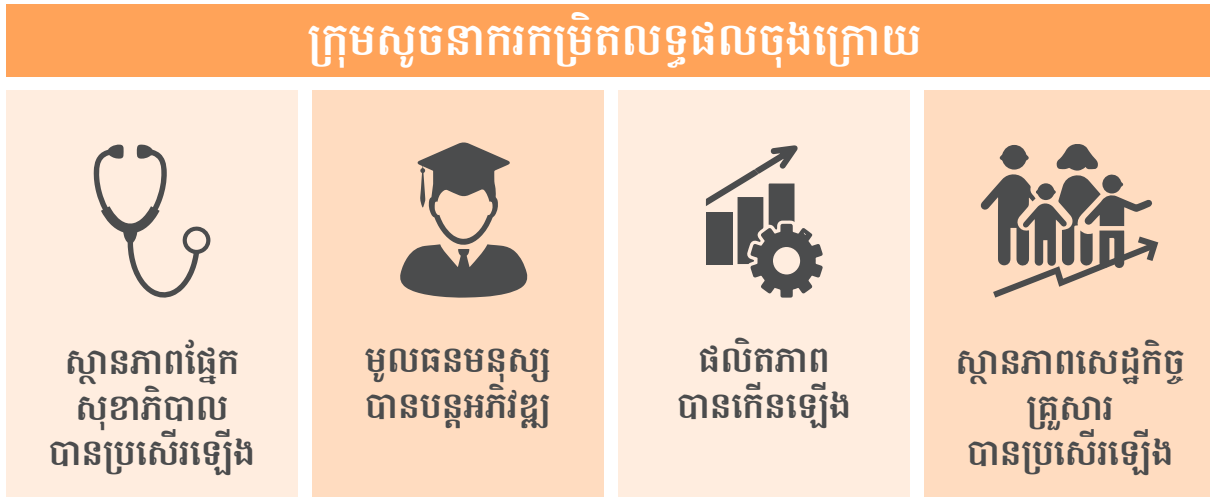 ក្រុមសូចនាករកម្រិតលទ្ធផលចុងក្រោយ
ស្ថានភាពផ្នែក
សុខាភិបាល
បានប្រសើរឡើង
មូលធនមនុស្ស
បានបន្តអភិវឌ្ឍ
ផលិតភាព
បានកើនឡើង
ស្ថានភាពសេដ្ឋកិច្ច
គ្រួសារ
បានប្រសើរឡើង